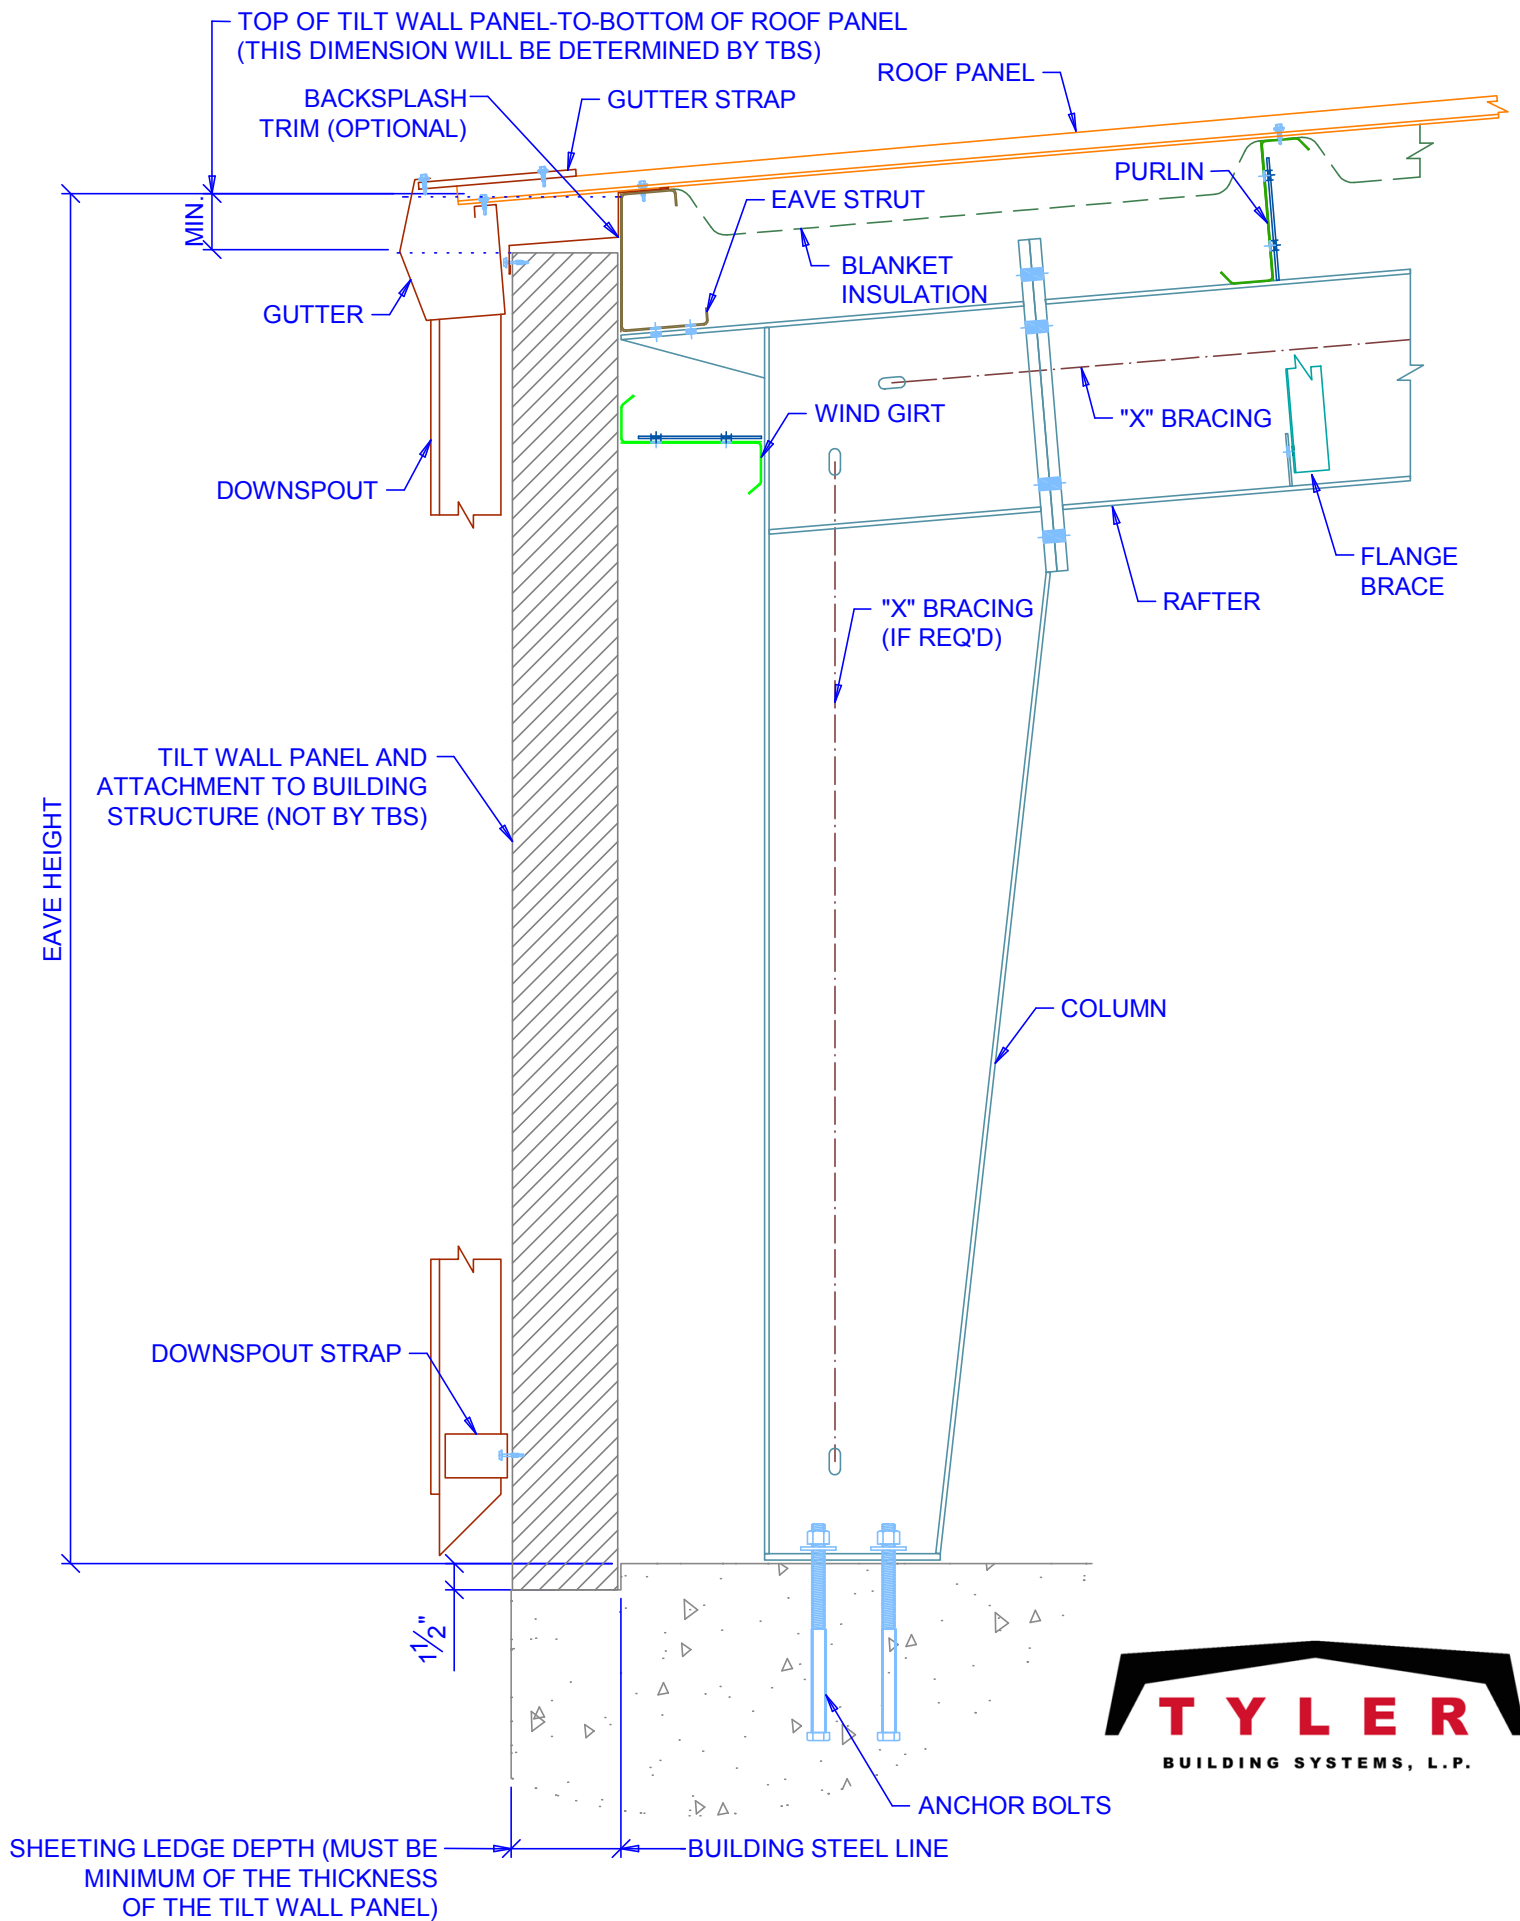 TOP OF TILT WALL PANEL-TO-BOTTOM OF ROOF PANEL
(THIS DIMENSION WILL BE DETERMINED BY TBS)
ROOF PANEL
BACKSPLASH
TRIM (OPTIONAL)
GUTTER STRAP
PURLIN
EAVE STRUT
MIN.
BLANKET
INSULATION
GUTTER
WIND GIRT
"X" BRACING
DOWNSPOUT
FLANGE
BRACE
RAFTER
"X" BRACING
(IF REQ'D)
TILT WALL PANEL AND
ATTACHMENT TO BUILDING
STRUCTURE (NOT BY TBS)
EAVE HEIGHT
COLUMN
DOWNSPOUT STRAP
1½"
TYLER
BUILDING SYSTEMS, L.P.
ANCHOR BOLTS
SHEETING LEDGE DEPTH (MUST BE
MINIMUM OF THE THICKNESS
OF THE TILT WALL PANEL)
BUILDING STEEL LINE